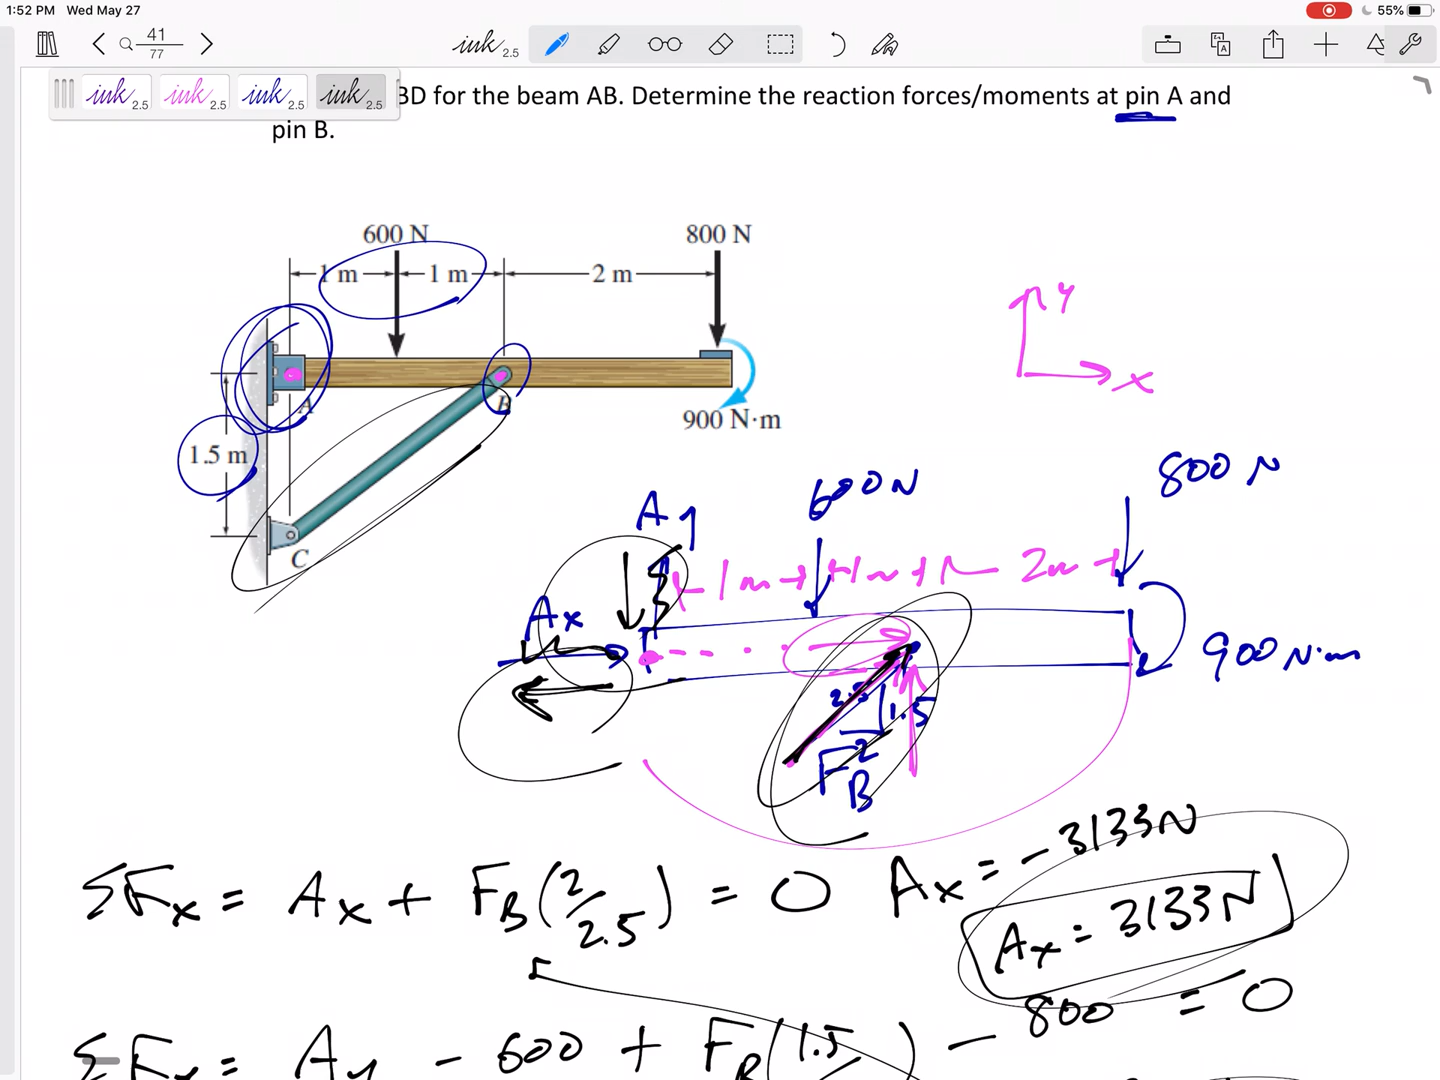 1:52 PM Wed May 27
55%
41
77
ink 2.5
ink 2.5 ink 2.5 ink 2.5 ink 2.5
BD for the beam AB. Determine the reaction forces/moments at pin A and
pin B.
600 N
800 N
1 m
1 m
2 m
A
B
900 N·m
1.5 m
C
y
x
600 N
800 N
Ay
1m
1m
2m
Ax
900 N·m
2.5
1.5
2
FB
ΣFx = Ax + FB(2/2.5) = 0
Ax = -3133N
Ax = 3133N
ΣFy = Ay - 600 + FB(1.5/ ) - 800 = 0